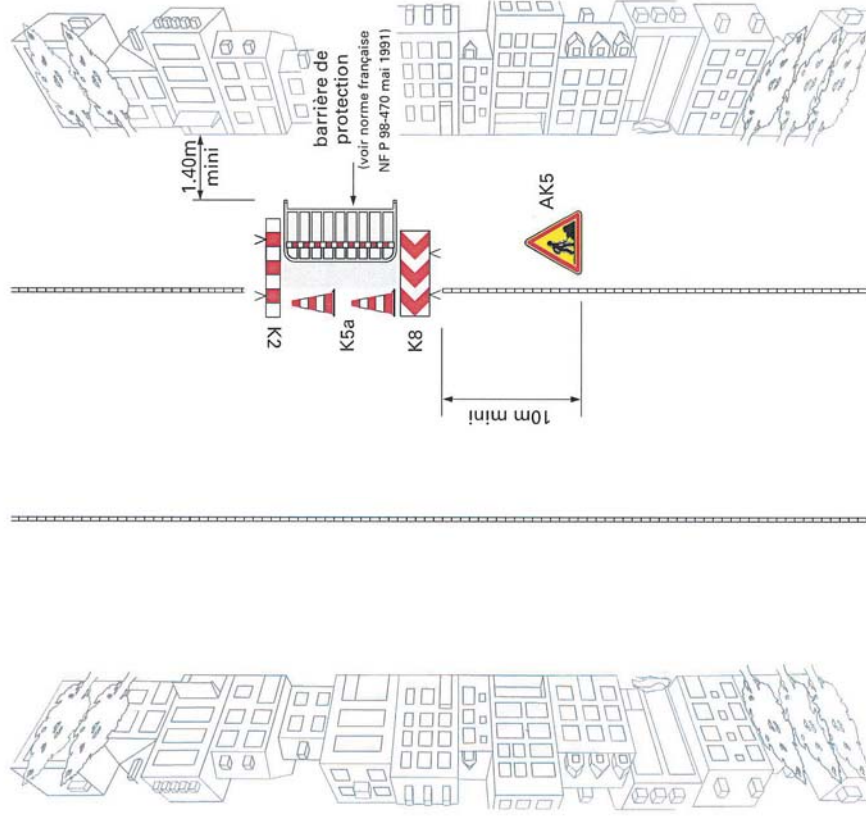 1.40m
mini
barrière de
protection
(voir norme française
NF P 98-470 mai 1991)
K2
K5a
K8
AK5
10m mini